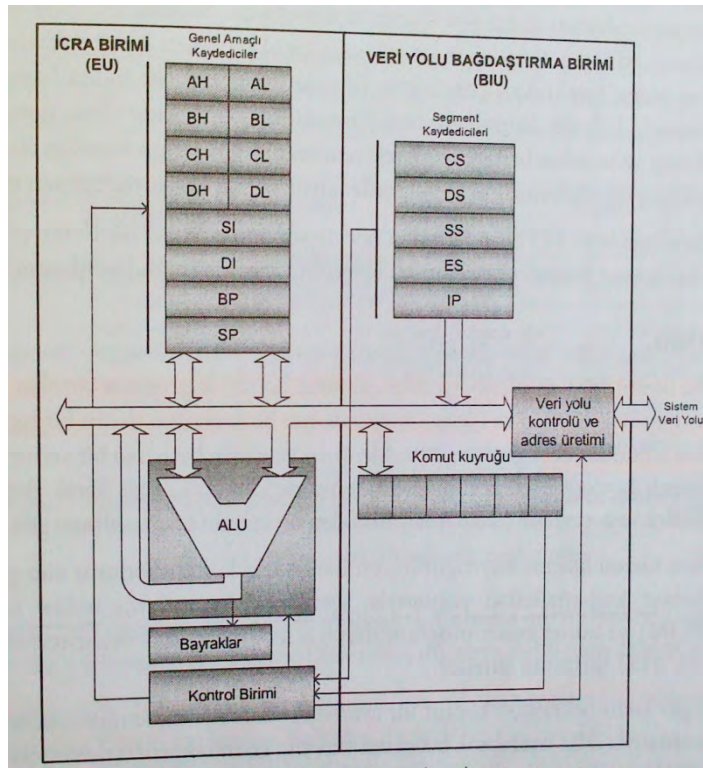 İCRA BİRİMİ
(EU)
Genel Amaçlı
Kaydediciler
AH AL
BH BL
CH CL
DH DL
SI
DI
BP
SP
VERİ YOLU BAĞDAŞTIRMA BİRİMİ
(BIU)
Segment
Kaydedicileri
CS
DS
SS
ES
IP
Veri yolu
kontrolü ve
adres üretimi
Sistem
Veri Yolu
Komut kuyruğu
ALU
Bayraklar
Kontrol Birimi